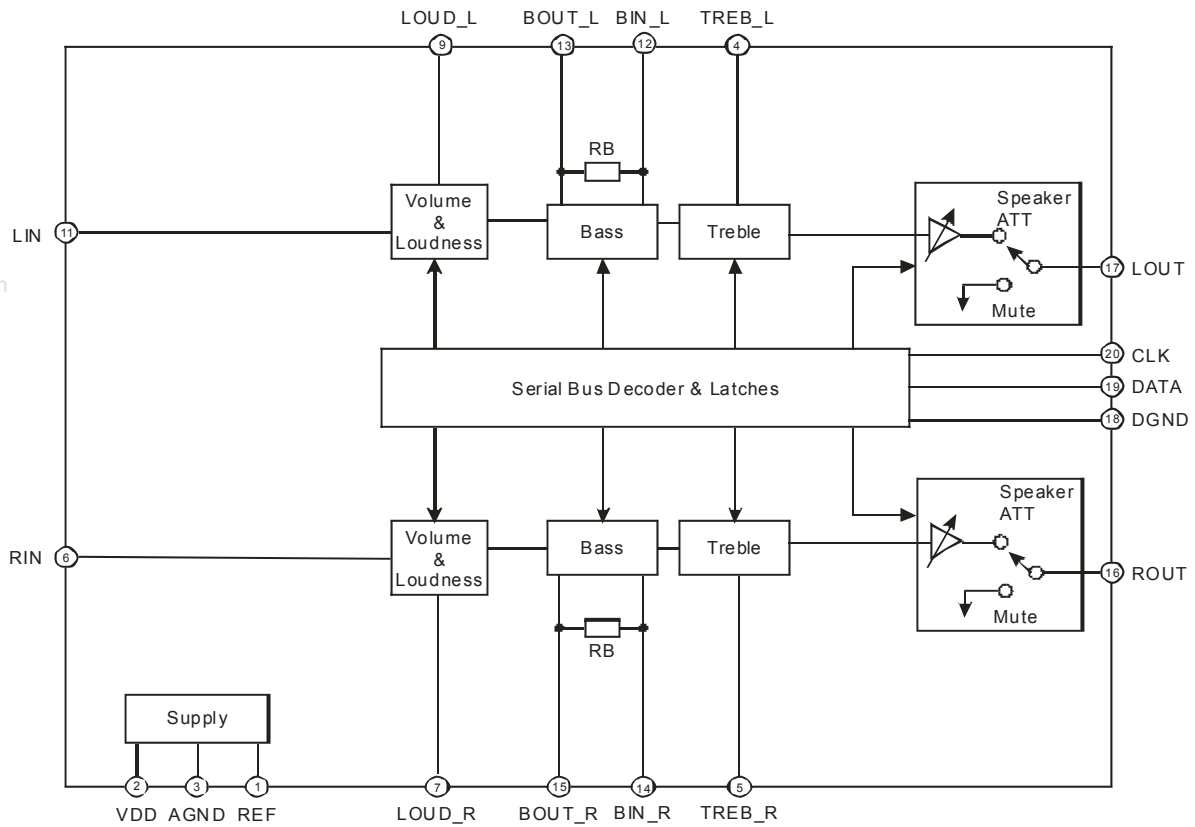 LOUD_L
BOUT_L
BIN_L
TREB_L
9
13
12
4
RB
Volume
&
Loudness
Bass
Treble
Speaker
ATT
Mute
LIN
11
17
LOUT
m
Serial Bus Decoder & Latches
20
CLK
19
DATA
18
DGND
RIN
6
Volume
&
Loudness
Bass
Treble
Speaker
ATT
Mute
16
ROUT
RB
Supply
2
3
1
7
15
14
5
VDD
AGND
REF
LOUD_R
BOUT_R
BIN_R
TREB_R